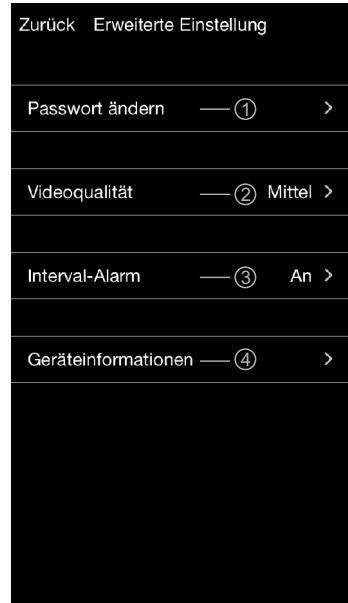 Zurück Erweiterte Einstellung
Passwort ändern ① >
Videoqualität ② Mittel >
Interval-Alarm ③ An >
Geräteinformationen ④ >